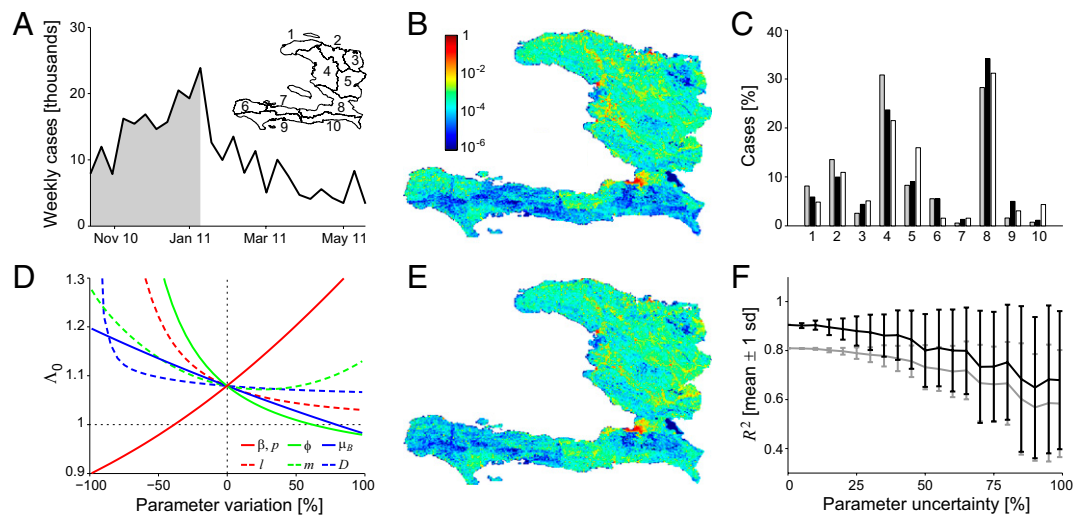 A
Weekly cases [thousands]
30
20
10
0
Nov 10
Jan 11
Mar 11
May 11
1
2
3
4
5
6
7
8
9
10
B
1
10^-2
10^-4
10^-6
C
Cases [%]
40
30
20
10
0
1 2 3 4 5 6 7 8 9 10
D
Λ0
1.3
1.2
1.1
1
0.9
−100 −50 0 50 100
Parameter variation [%]
β, p
ϕ
μB
l
m
D
E
F
R² [mean ± 1 sd]
1
0.8
0.6
0.4
0 25 50 75 100
Parameter uncertainty [%]